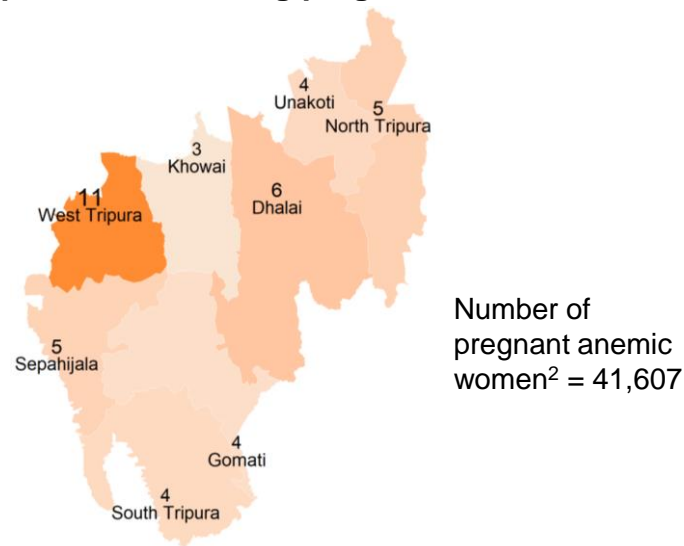 4
Unakoti
5
North Tripura
3
Khowai
6
Dhalai
11
West Tripura
Number of
pregnant anemic
women² = 41,607
5
Sepahijala
4
Gomati
4
South Tripura